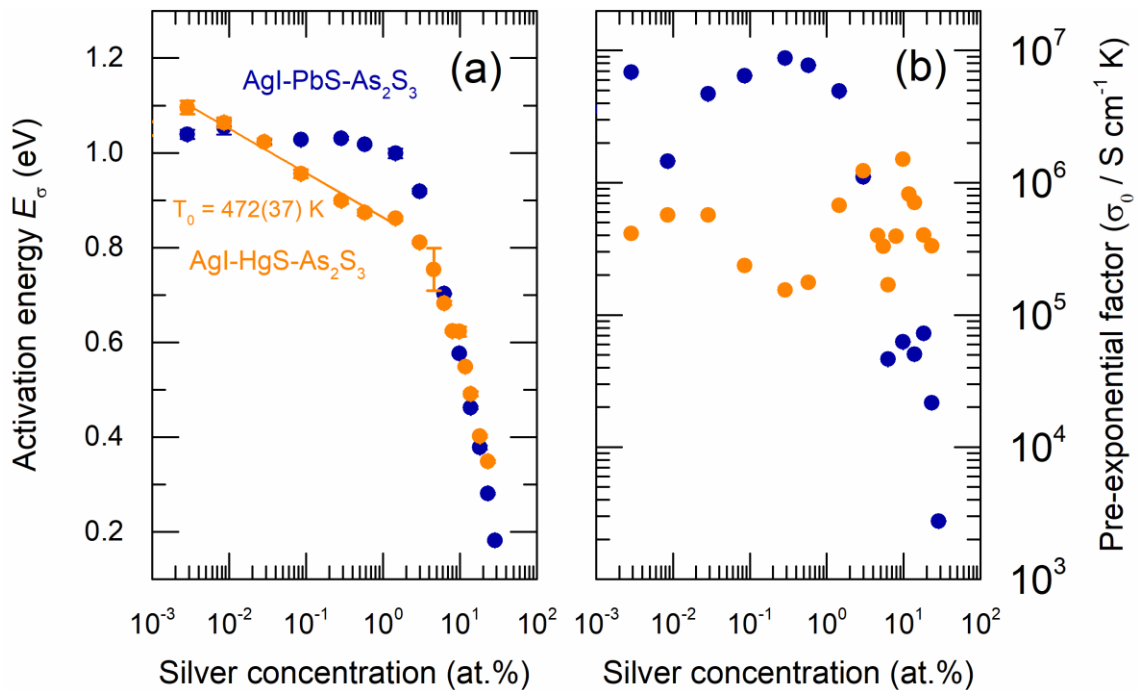 (a)
AgI-PbS-As₂S₃
T₀ = 472(37) K
AgI-HgS-As₂S₃
Activation energy E_σ (eV)
1.2
1.0
0.8
0.6
0.4
0.2
10⁻³ 10⁻² 10⁻¹ 10⁰ 10¹ 10²
Silver concentration (at.%)
(b)
10⁷
10⁶
10⁵
10⁴
10³
Pre-exponential factor (σ₀ / S cm⁻¹ K)
10⁻³ 10⁻² 10⁻¹ 10⁰ 10¹ 10²
Silver concentration (at.%)